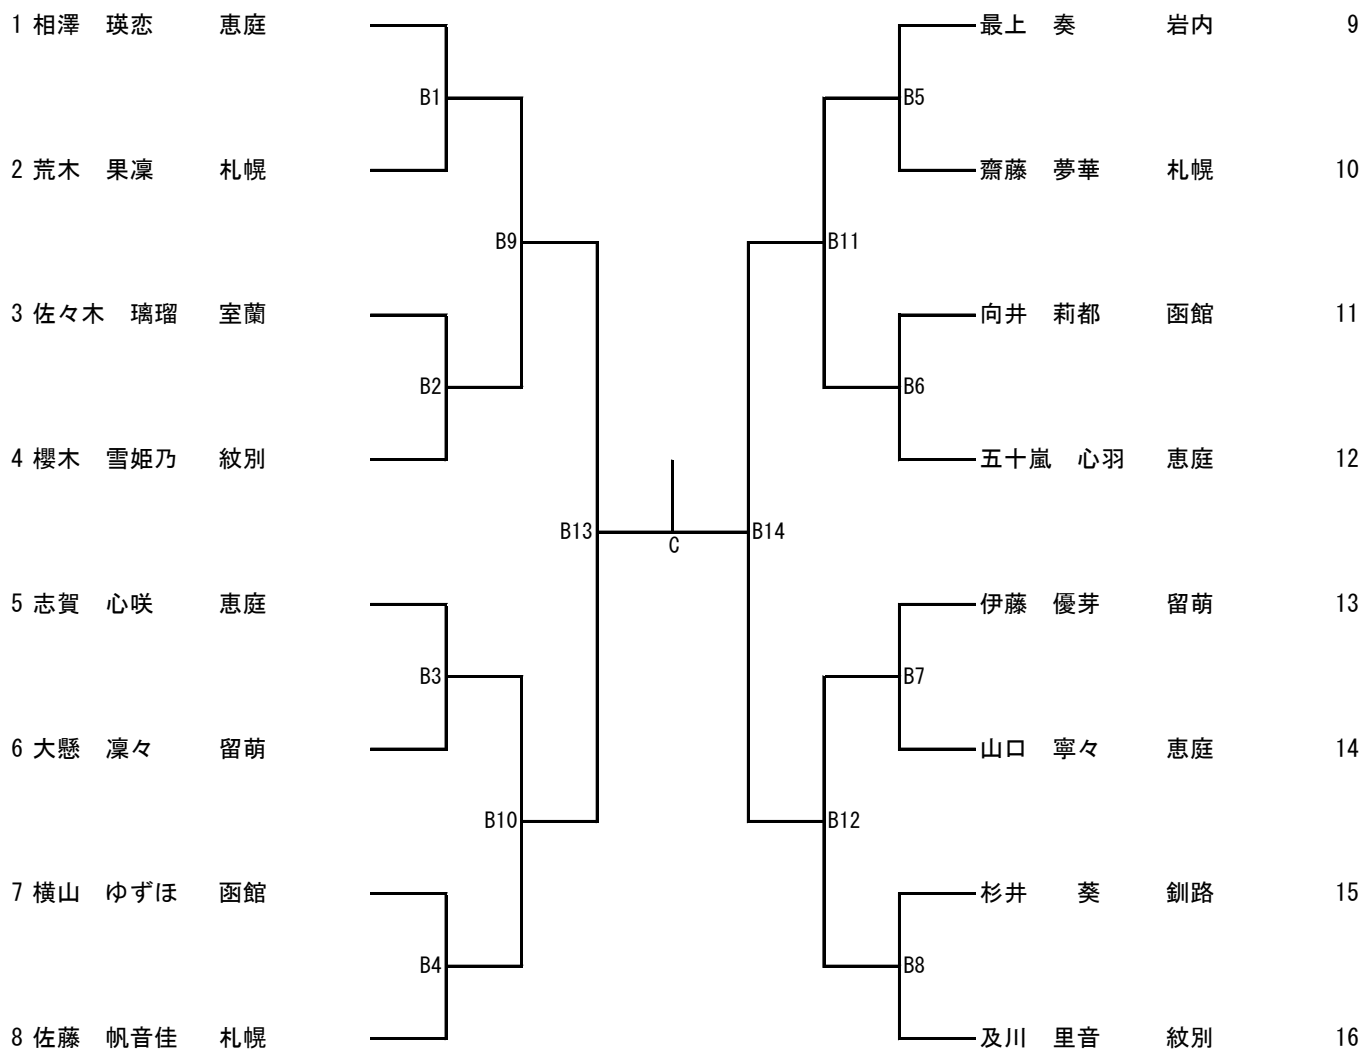 1 相澤　瑛恋　恵庭
最上　奏　岩内　9
B1
B5
2 荒木　果凜　札幌
齋藤　夢華　札幌　10
B9
B11
3 佐々木　璃瑠　室蘭
向井　莉都　函館　11
B2
B6
4 櫻木　雪姫乃　紋別
五十嵐　心羽　恵庭　12
B13
C
B14
5 志賀　心咲　恵庭
伊藤　優芽　留萌　13
B3
B7
6 大懸　凜々　留萌
山口　寧々　恵庭　14
B10
B12
7 横山　ゆずほ　函館
杉井　葵　釧路　15
B4
B8
8 佐藤　帆音佳　札幌
及川　里音　紋別　16